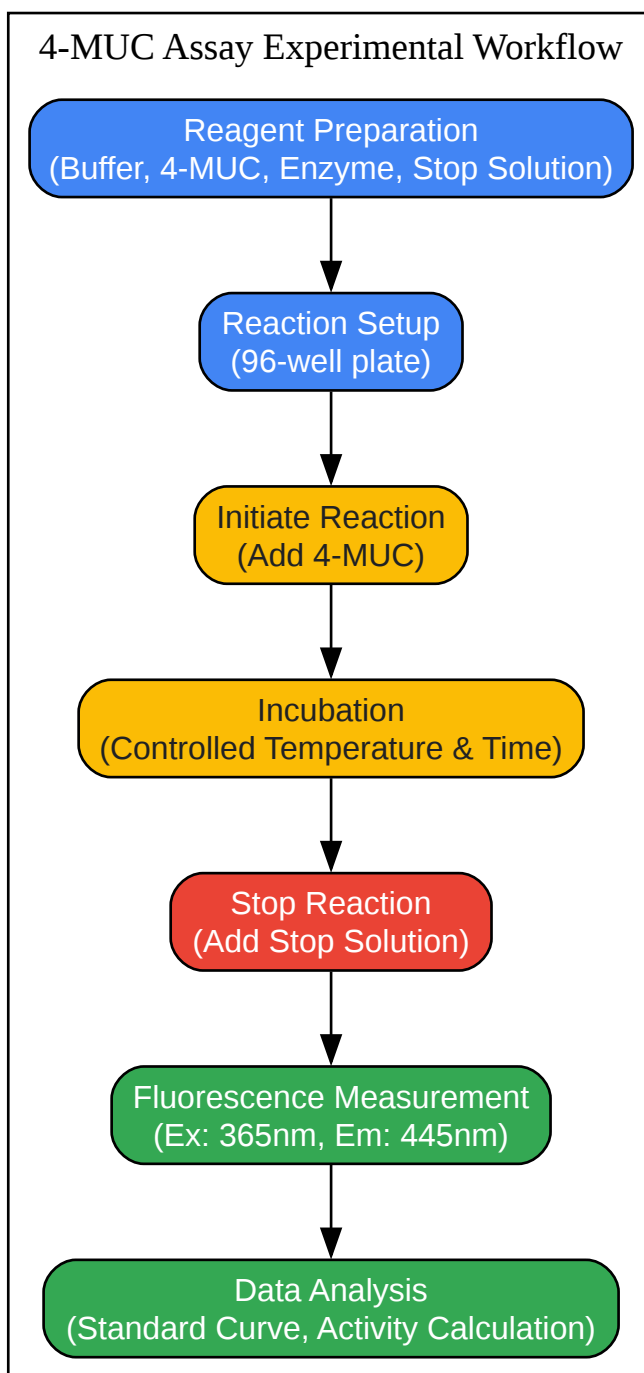 4-MUC Assay Experimental Workflow
Reagent Preparation
(Buffer, 4-MUC, Enzyme, Stop Solution)
Reaction Setup
(96-well plate)
Initiate Reaction
(Add 4-MUC)
Incubation
(Controlled Temperature & Time)
Stop Reaction
(Add Stop Solution)
Fluorescence Measurement
(Ex: 365nm, Em: 445nm)
Data Analysis
(Standard Curve, Activity Calculation)